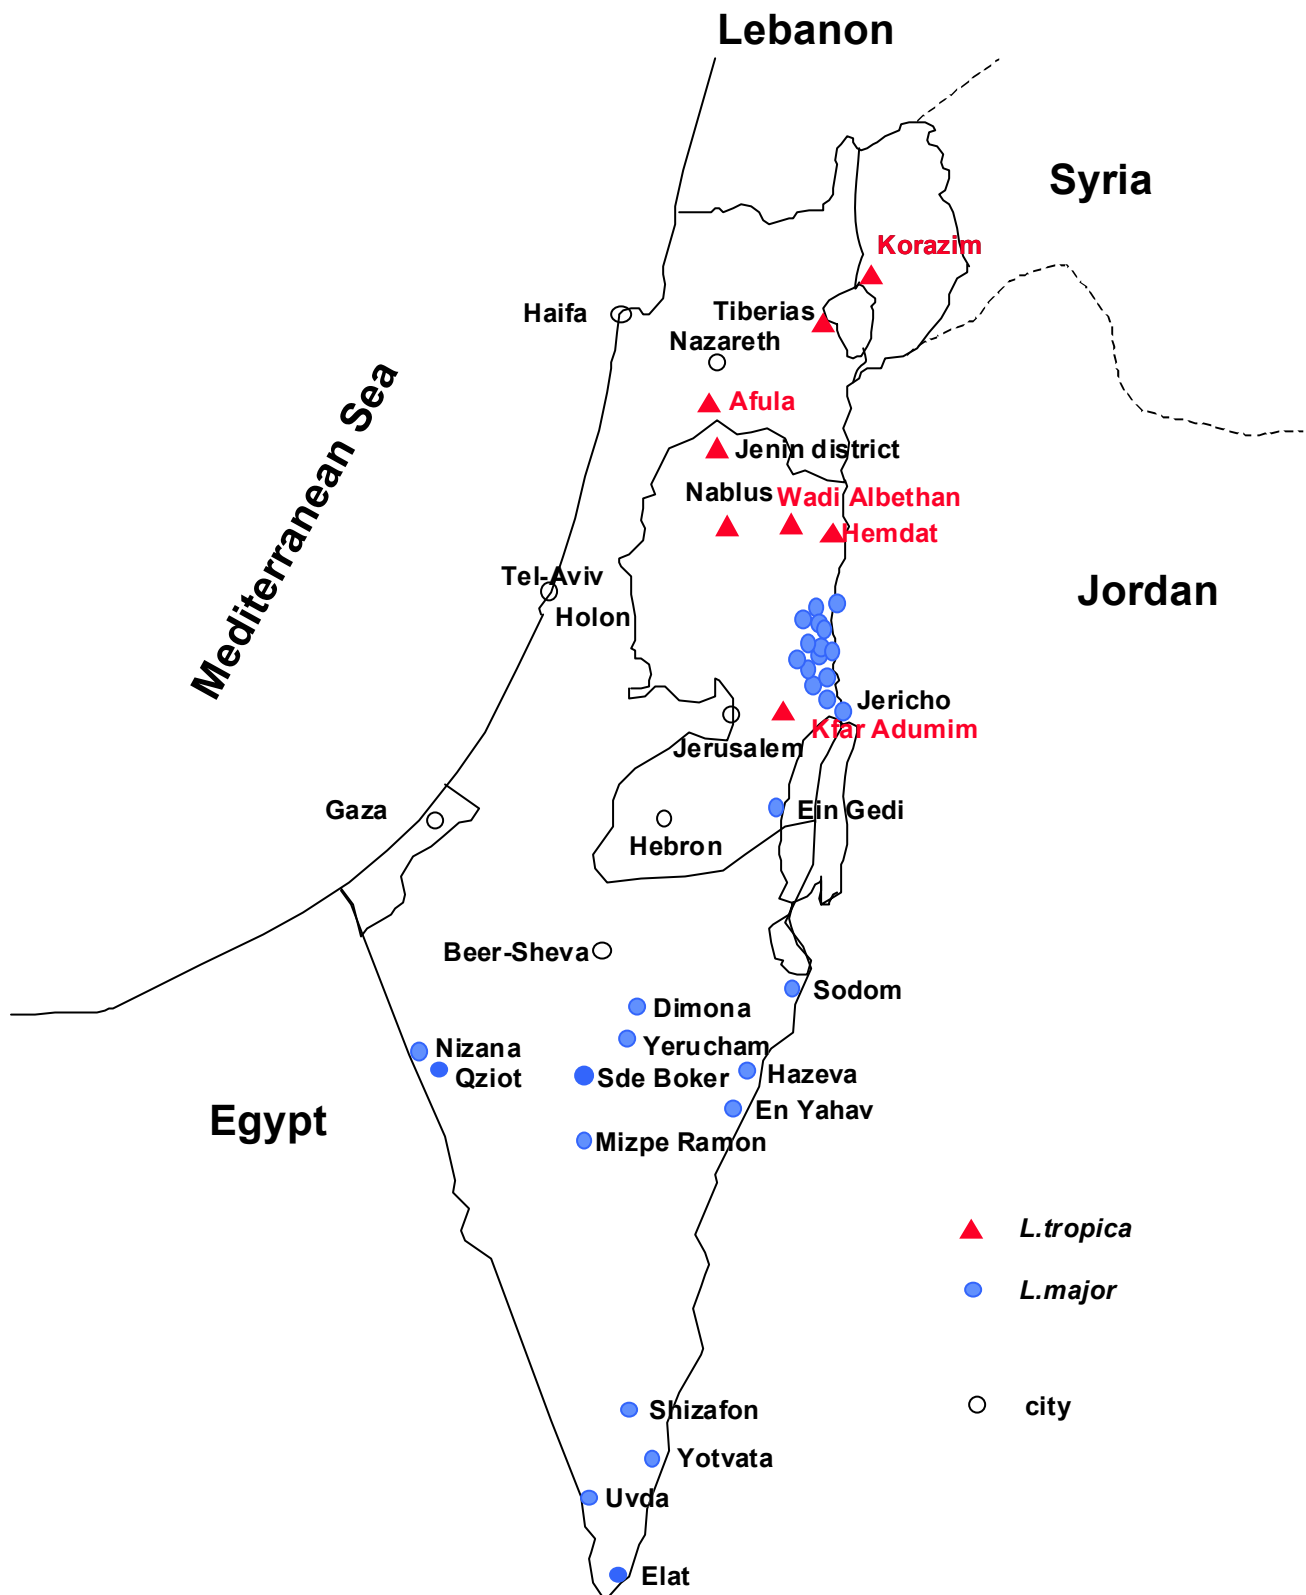 Lebanon
Syria
Korazim
Haifa
Tiberias
Nazareth
Mediterranean Sea
Afula
Jenin district
Nablus
Wadi Albethan
Hemdat
Tel-Aviv
Jordan
Holon
Jericho
Kfar Adumim
Jerusalem
Gaza
Ein Gedi
Hebron
Beer-Sheva
Sodom
Dimona
Yerucham
Nizana
Qziot
Sde Boker
Hazeva
Egypt
En Yahav
Mizpe Ramon
L.tropica
L.major
city
Shizafon
Yotvata
Uvda
Elat